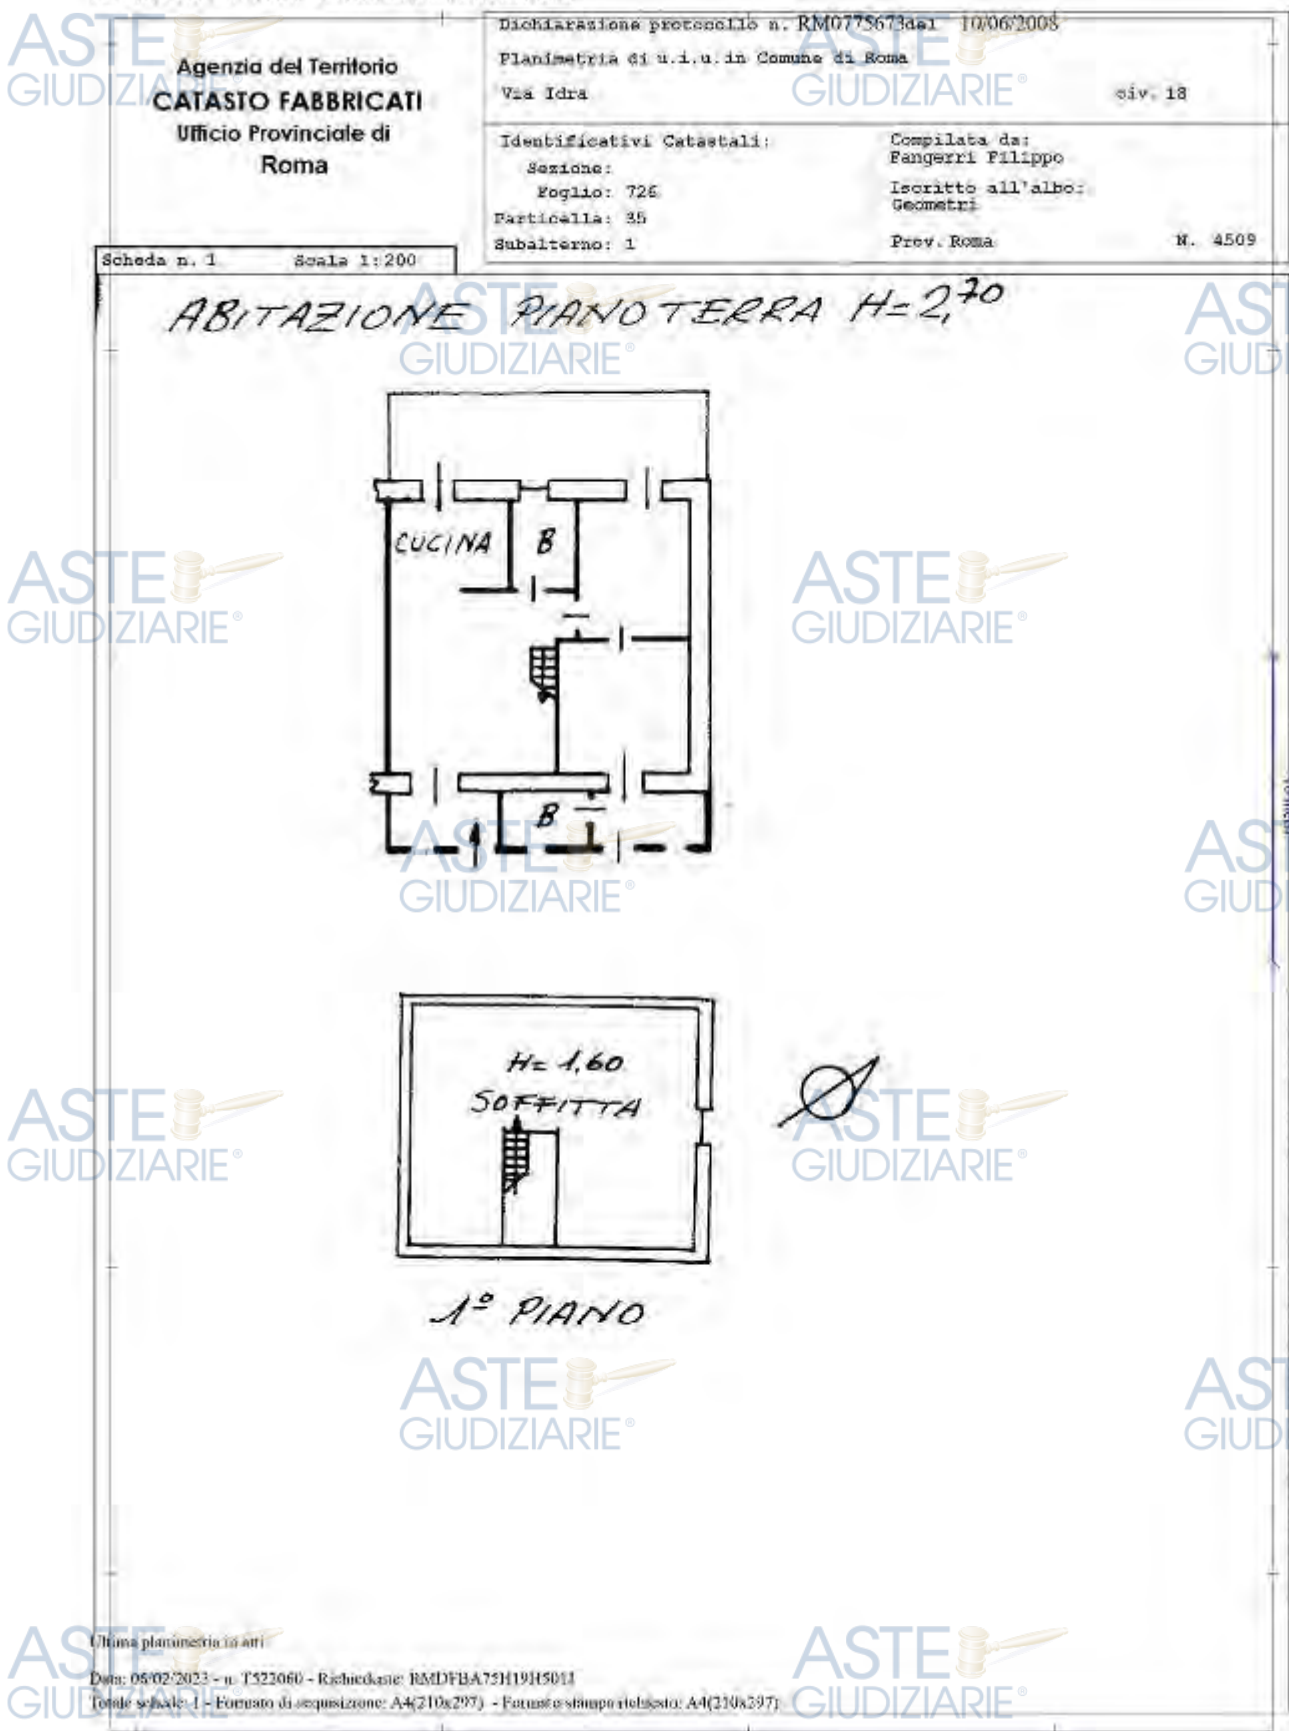 Agenzia del Territorio
CATASTO FABBRICATI
Ufficio Provinciale di
Roma
Dichiarazione protocollo n. RM0775673del 10/06/2008
Planimetria di u.i.u. in Comune di Roma
Via Idra civ. 18
Identificativi Catastali:
Sezione:
Foglio: 726
Particella: 35
Subalterno: 1
Compilata da:
Fangerri Filippo
Iscritto all'albo:
Geometri
Prov. Roma N. 4509
Scheda n. 1 Scala 1:200
ABITAZIONE PIANO TERRA H=2,70
CUCINA
B
B
H= 1,60
SOFFITTA
1º PIANO
Ultima planimetria in atti
Data: 06/02/2023 - n. T522060 - Richiedente:
Totale schede: 1 - Formato di acquisizione: A4(210x297) - Formato stampa richiesto: A4(210x297)
ASTE
GIUDIZIARIE®